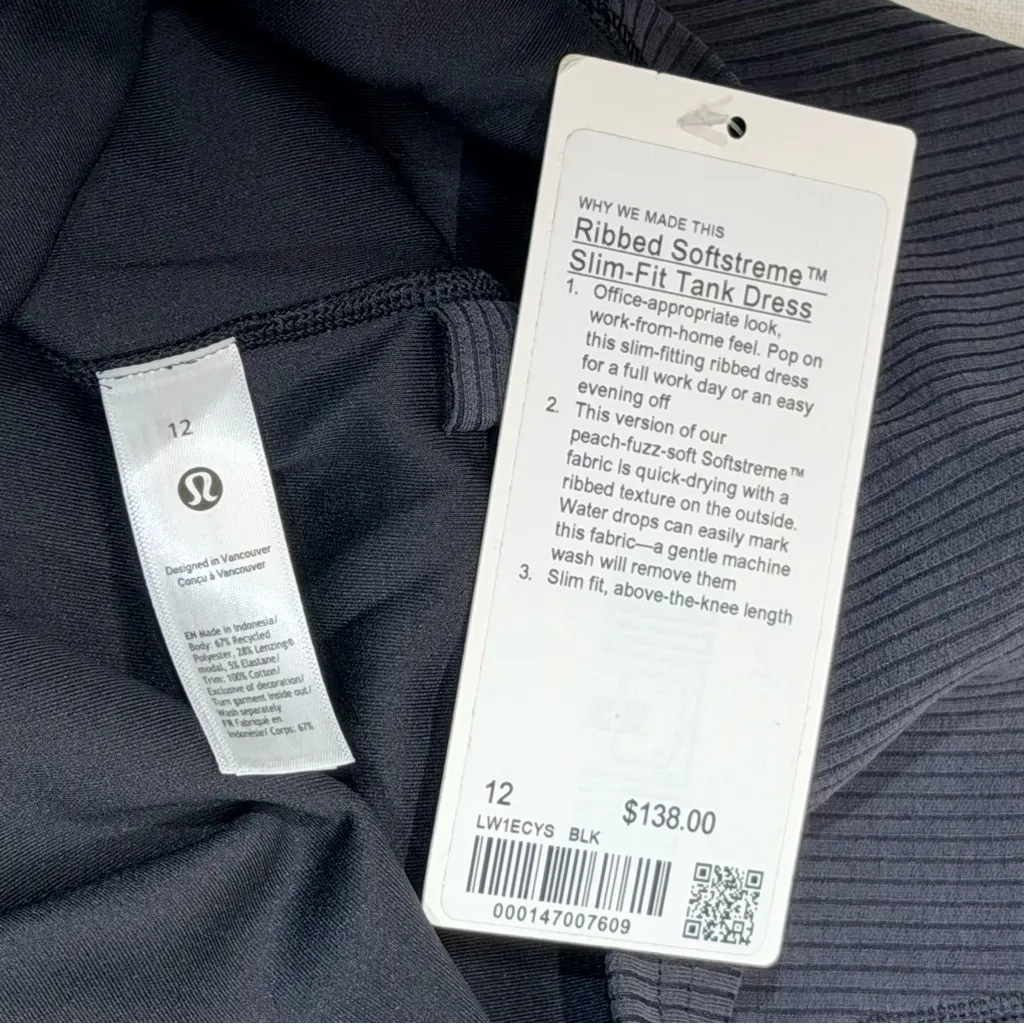 12
Designed in Vancouver
Conçu à Vancouver
EN Made in Indonesia/
Body: 67% Recycled
Polyester, 28% Lenzing®
modal, 5% Elastane/
Trim: 100% Cotton/
Exclusive of decoration/
Turn garment inside out/
Wash separately
FR Fabriqué en
Indonésie/ Corps: 67%
WHY WE MADE THIS
Ribbed Softstreme™
Slim-Fit Tank Dress
1. Office-appropriate look,
work-from-home feel. Pop on
this slim-fitting ribbed dress
for a full work day or an easy
evening off
2. This version of our
peach-fuzz-soft Softstreme™
fabric is quick-drying with a
ribbed texture on the outside.
Water drops can easily mark
this fabric—a gentle machine
wash will remove them
3. Slim fit, above-the-knee length
12 $138.00
LW1ECYS BLK
000147007609